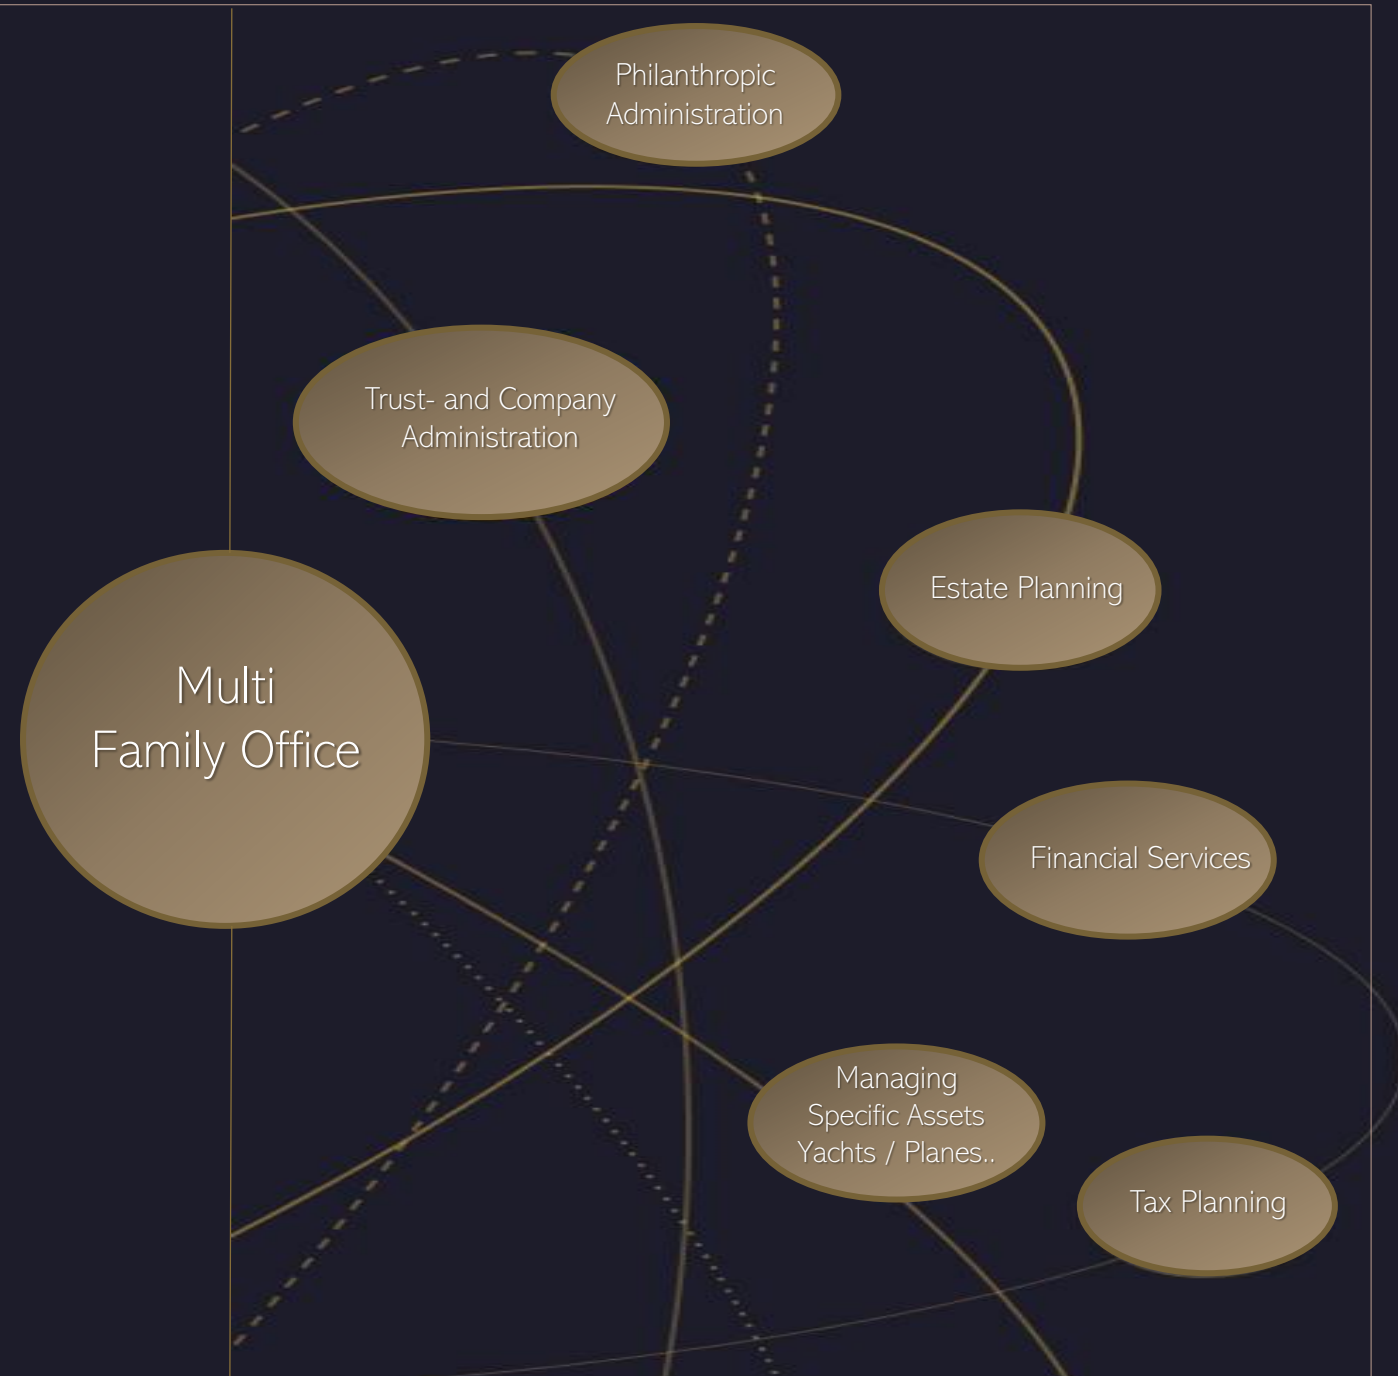 Philanthropic
Administration
Trust- and Company
Administration
Estate Planning
Multi
Family Office
Financial Services
Managing
Specific Assets
Yachts / Planes..
Tax Planning